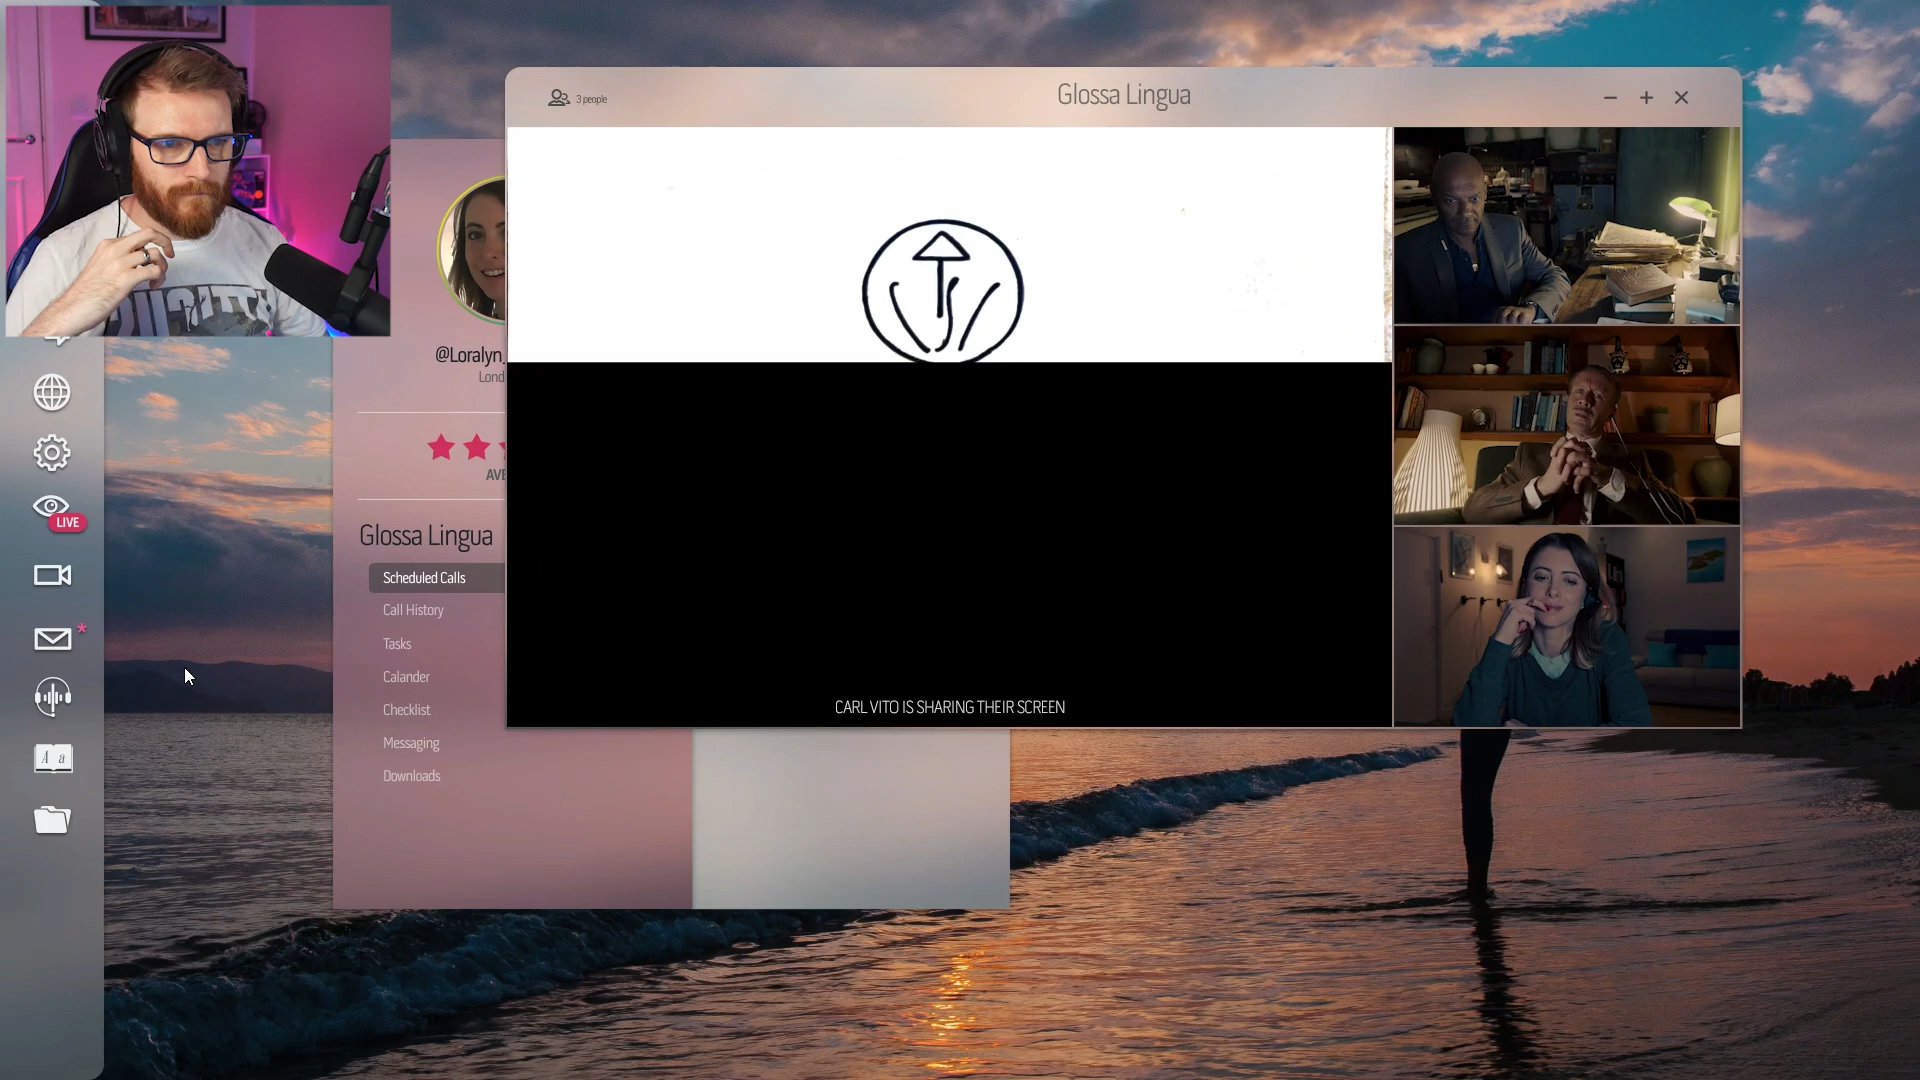 3 people
Glossa Lingua
@Loralyn_
Lond
AVE
Glossa Lingua
LIVE
Scheduled Calls
Call History
Tasks
Calander
Checklist
Messaging
Downloads
A a
CARL VITO IS SHARING THEIR SCREEN